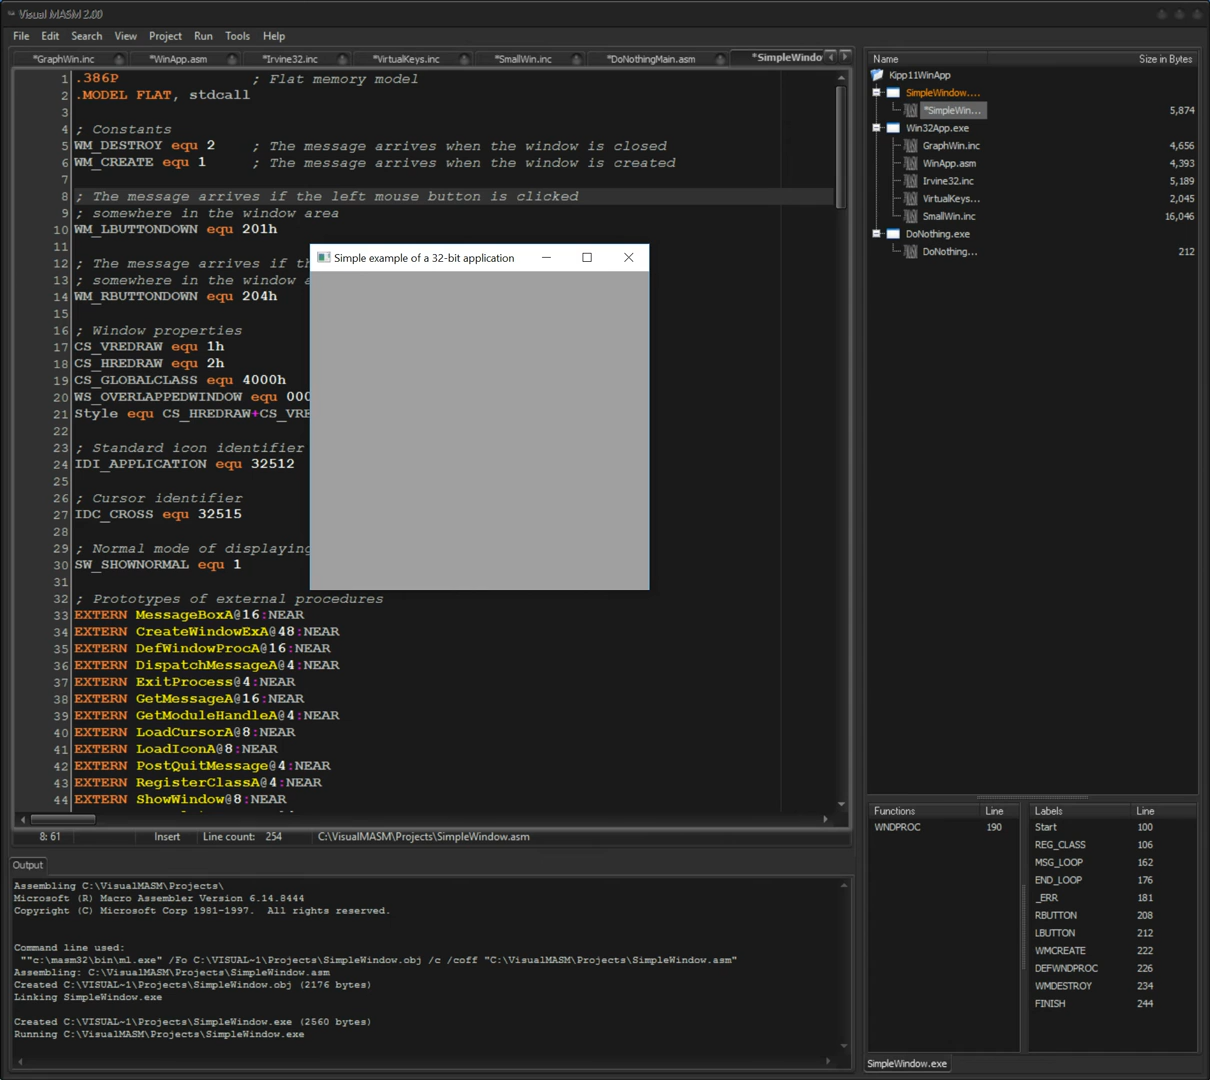 Visual MASM 2.00
File Edit Search View Project Run Tools Help
*GraphWin.inc *WinApp.asm *Irvine32.inc *VirtualKeys.inc *SmallWin.inc *DoNothingMain.asm *SimpleWindo
1 .386P ; Flat memory model
2 .MODEL FLAT, stdcall
3
4 ; Constants
5 WM_DESTROY equ 2 ; The message arrives when the window is closed
6 WM_CREATE equ 1 ; The message arrives when the window is created
7
8 ; The message arrives if the left mouse button is clicked
9 ; somewhere in the window area
10 WM_LBUTTONDOWN equ 201h
11
12 ; The message arrives if th
13 ; somewhere in the window a
14 WM_RBUTTONDOWN equ 204h
15
16 ; Window properties
17 CS_VREDRAW equ 1h
18 CS_HREDRAW equ 2h
19 CS_GLOBALCLASS equ 4000h
20 WS_OVERLAPPEDWINDOW equ 000
21 Style equ CS_HREDRAW+CS_VRE
22
23 ; Standard icon identifier
24 IDI_APPLICATION equ 32512
25
26 ; Cursor identifier
27 IDC_CROSS equ 32515
28
29 ; Normal mode of displaying
30 SW_SHOWNORMAL equ 1
31
32 ; Prototypes of external procedures
33 EXTERN MessageBoxA@16:NEAR
34 EXTERN CreateWindowExA@48:NEAR
35 EXTERN DefWindowProcA@16:NEAR
36 EXTERN DispatchMessageA@4:NEAR
37 EXTERN ExitProcess@4:NEAR
38 EXTERN GetMessageA@16:NEAR
39 EXTERN GetModuleHandleA@4:NEAR
40 EXTERN LoadCursorA@8:NEAR
41 EXTERN LoadIconA@8:NEAR
42 EXTERN PostQuitMessage@4:NEAR
43 EXTERN RegisterClassA@4:NEAR
44 EXTERN ShowWindow@8:NEAR
Simple example of a 32-bit application
8: 61 Insert Line count: 254 C:\VisualMASM\Projects\SimpleWindow.asm
Output
Assembling C:\VisualMASM\Projects\
Microsoft (R) Macro Assembler Version 6.14.8444
Copyright (C) Microsoft Corp 1981-1997. All rights reserved.
Command line used:
""c:\masm32\bin\ml.exe" /Fo C:\VISUAL~1\Projects\SimpleWindow.obj /c /coff "C:\VisualMASM\Projects\SimpleWindow.asm"
Assembling: C:\VisualMASM\Projects\SimpleWindow.asm
Created C:\VISUAL~1\Projects\SimpleWindow.obj (2176 bytes)
Linking SimpleWindow.exe
Created C:\VISUAL~1\Projects\SimpleWindow.exe (2560 bytes)
Running C:\VisualMASM\Projects\SimpleWindow.exe
Name Size in Bytes
Kipp11WinApp
SimpleWindow....
*SimpleWin... 5,874
Win32App.exe
GraphWin.inc 4,656
WinApp.asm 4,393
Irvine32.inc 5,189
VirtualKeys... 2,045
SmallWin.inc 16,046
DoNothing.exe
DoNothing... 212
Functions Line
WNDPROC 190
Labels Line
Start 100
REG_CLASS 106
MSG_LOOP 162
END_LOOP 176
_ERR 181
RBUTTON 208
LBUTTON 212
WMCREATE 222
DEFWNDPROC 226
WMDESTROY 234
FINISH 244
SimpleWindow.exe